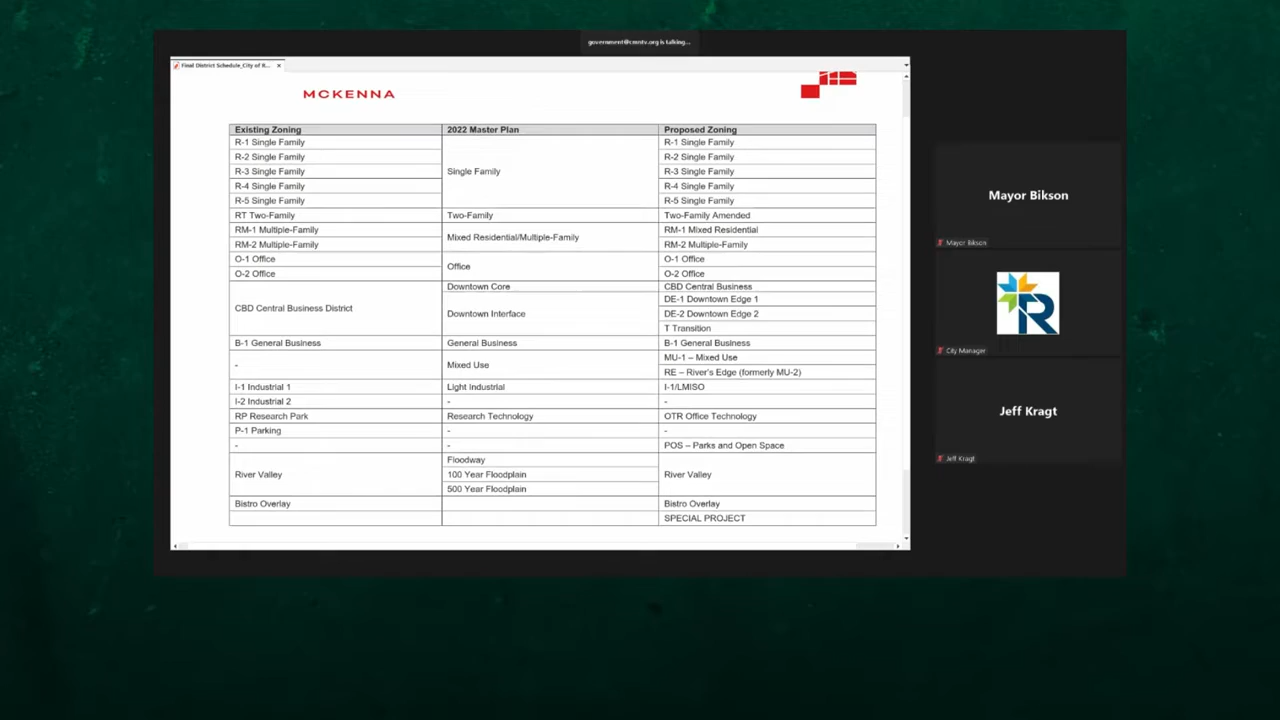 government@cmntv.org is talking...
Final District Schedule_City of R...
MCKENNA
Existing Zoning 2022 Master Plan Proposed Zoning
R-1 Single Family R-1 Single Family
R-2 Single Family R-2 Single Family
R-3 Single Family Single Family R-3 Single Family
R-4 Single Family R-4 Single Family
R-5 Single Family R-5 Single Family
RT Two-Family Two-Family Two-Family Amended
RM-1 Multiple-Family RM-1 Mixed Residential
Mixed Residential/Multiple-Family
RM-2 Multiple-Family RM-2 Multiple-Family
O-1 Office O-1 Office
Office
O-2 Office O-2 Office
Downtown Core CBD Central Business
DE-1 Downtown Edge 1
CBD Central Business District
Downtown Interface DE-2 Downtown Edge 2
T Transition
B-1 General Business General Business B-1 General Business
MU-1 – Mixed Use
- Mixed Use
RE – River's Edge (formerly MU-2)
I-1 Industrial 1 Light Industrial I-1/LMISO
I-2 Industrial 2 - -
RP Research Park Research Technology OTR Office Technology
P-1 Parking - -
- - POS – Parks and Open Space
Floodway
River Valley 100 Year Floodplain River Valley
500 Year Floodplain
Bistro Overlay Bistro Overlay
SPECIAL PROJECT
Mayor Bikson
Mayor Bikson
R
City Manager
Jeff Kragt
Jeff Kragt